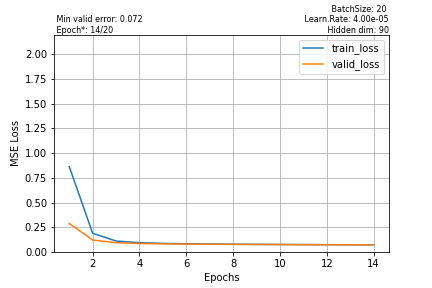 Min valid error: 0.072
Epoch*: 14/20
BatchSize: 20
Learn.Rate: 4.00e-05
Hidden dim: 90
train_loss
valid_loss
MSE Loss
2.00
1.75
1.50
1.25
1.00
0.75
0.50
0.25
0.00
2 4 6 8 10 12 14
Epochs